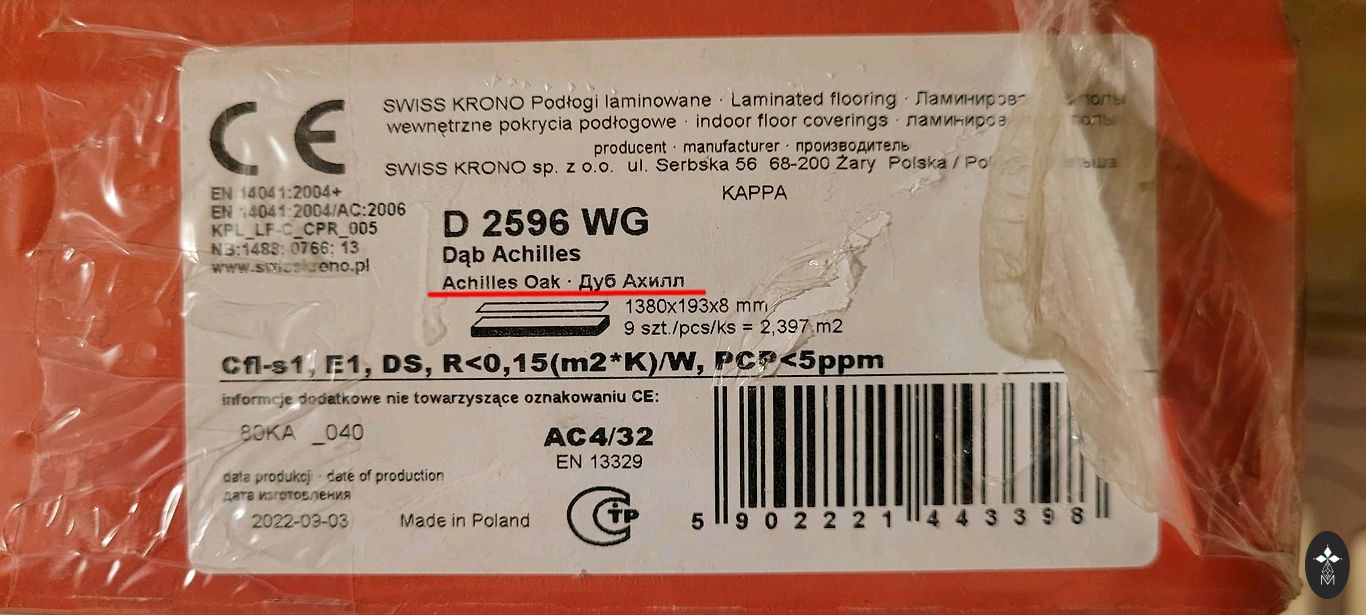 CE
SWISS KRONO Podłogi laminowane · Laminated flooring ·
wewnętrzne pokrycia podłogowe · indoor floor coverings ·
producent · manufacturer · производитель
SWISS KRONO sp. z o.o. ul. Serbska 56 68-200 Żary Polska /
KAPPA
EN 14041:2004+
EN 14041:2004/AC:2006
KPL_LF-C_CPR_005
NB:1488; 0766; 13
www.swisskrono.pl
D 2596 WG
Dąb Achilles
Achilles Oak · Дуб Ахилл
1380x193x8 mm
9 szt./pcs/ks = 2,397 m2
Cfl-s1, E1, DS, R<0,15(m2*K)/W, PCP<5ppm
informcje dodatkowe nie towarzyszące oznakowaniu CE:
_040
AC4/32
EN 13329
data produkcji · date of production
дата изготовления
2022-09-03
Made in Poland
СТР
5 902221 443398
M